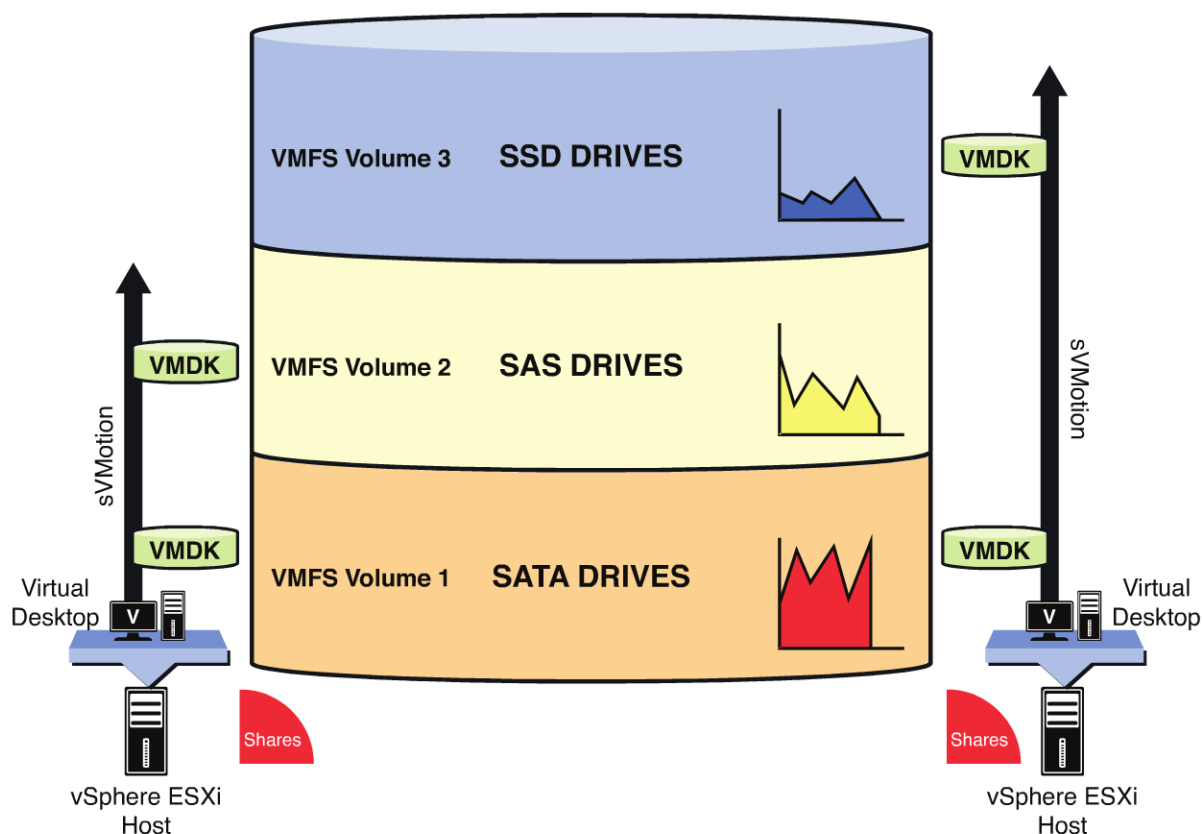 VMFS Volume 3
SSD DRIVES
VMDK
VMFS Volume 2
SAS DRIVES
VMDK
sVMotion
sVMotion
VMDK
VMFS Volume 1
SATA DRIVES
VMDK
Virtual
Desktop
V
V
Virtual
Desktop
Shares
Shares
vSphere ESXi
Host
vSphere ESXi
Host